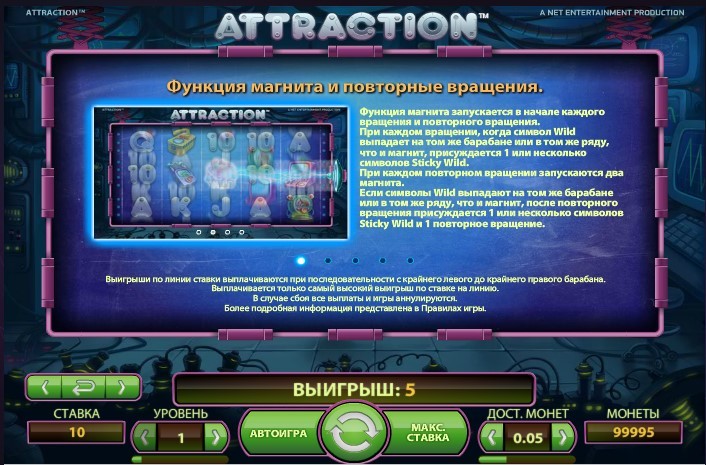 ATTRACTION™
ATTRACTION™
A NET ENTERTAINMENT PRODUCTION
Функция магнита и повторные вращения.
ATTRACTION
Функция магнита запускается в начале каждого
вращения и повторного вращения.
При каждом вращении, когда символ Wild
выпадает на том же барабане или в том же ряду,
что и магнит, присуждается 1 или несколько
символов Sticky Wild.
При каждом повторном вращении запускаются два
магнита.
Если символы Wild выпадают на том же барабане
или в том же ряду, что и магнит, после повторного
вращения присуждается 1 или несколько символов
Sticky Wild и 1 повторное вращение.
Q 10 10 A
10
10 K
A K J A
Выигрыши по линии ставки выплачиваются при последовательности с крайнего левого до крайнего правого барабана.
Выплачивается только самый высокий выигрыш по ставке на линию.
В случае сбоя все выплаты и игры аннулируются.
Более подробная информация представлена в Правилах игры.
ВЫИГРЫШ: 5
СТАВКА
10
УРОВЕНЬ
1
АВТОИГРА
МАКС.
СТАВКА
ДОСТ. МОНЕТ
0.05
МОНЕТЫ
99995